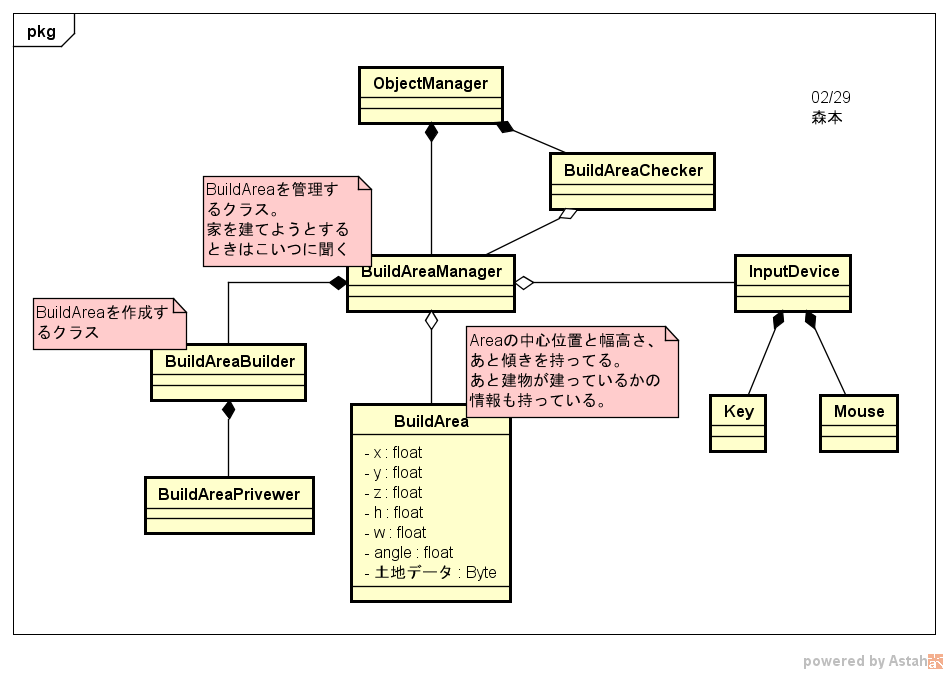 pkg
ObjectManager
02/29
森本
BuildAreaChecker
BuildAreaを管理す
るクラス。
家を建てようとする
ときはこいつに聞く
BuildAreaManager
InputDevice
BuildAreaを作成す
るクラス
BuildAreaBuilder
Areaの中心位置と幅高さ、
あと傾きを持ってる。
あと建物が建っているかの
情報も持っている。
Key
Mouse
BuildArea
- x : float
- y : float
- z : float
- h : float
- w : float
- angle : float
- 土地データ : Byte
BuildAreaPrivewer
powered by Astah